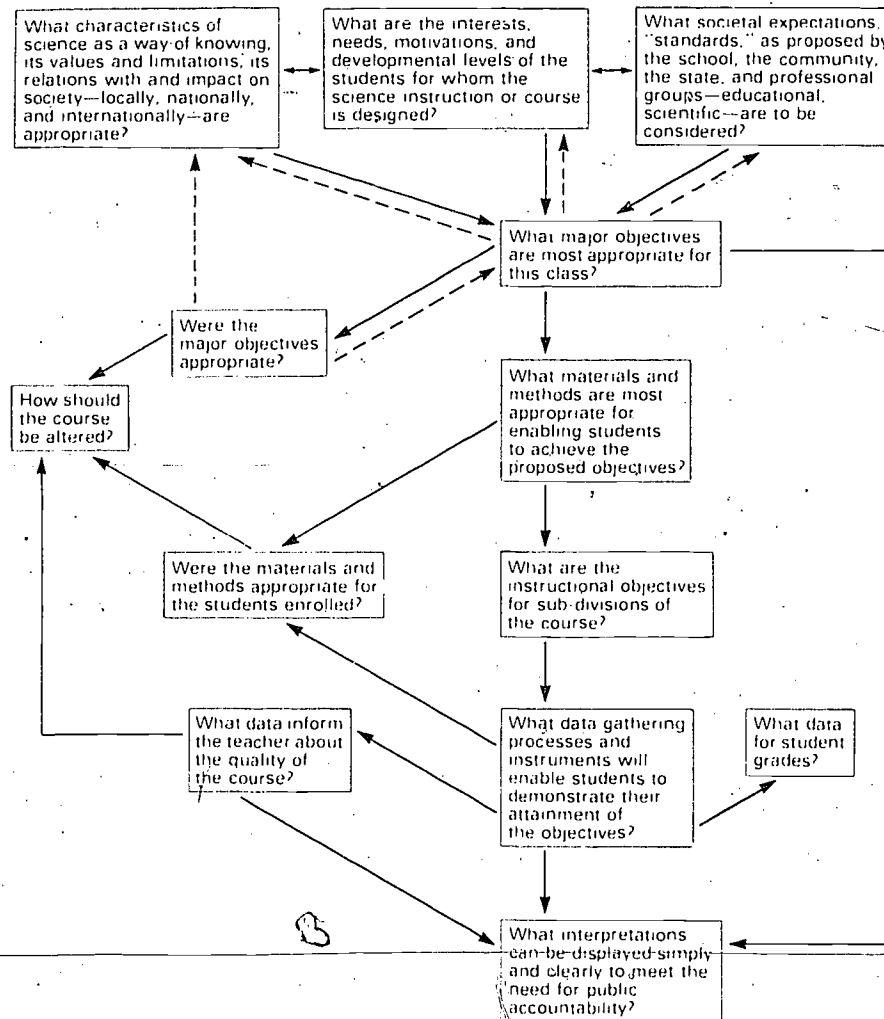 What characteristics of
science as a way of knowing,
its values and limitations, its
relations with and impact on
society—locally, nationally,
and internationally—are
appropriate?
What are the interests,
needs, motivations, and
developmental levels of the
students for whom the
science instruction or course
is designed?
What societal expectations,
"standards," as proposed by
the school, the community,
the state, and professional
groups—educational,
scientific—are to be
considered?
What major objectives
are most appropriate for
this class?
Were the
major objectives
appropriate?
How should
the course
be altered?
What materials and
methods are most
appropriate for
enabling students
to achieve the
proposed objectives?
Were the materials and
methods appropriate for
the students enrolled?
What are the
instructional objectives
for sub-divisions of
the course?
What data inform
the teacher about
the quality of
the course?
What data gathering
processes and
instruments will
enable students to
demonstrate their
attainment of
the objectives?
What data
for student
grades?
What interpretations
can be displayed simply
and clearly to meet the
need for public
accountability?